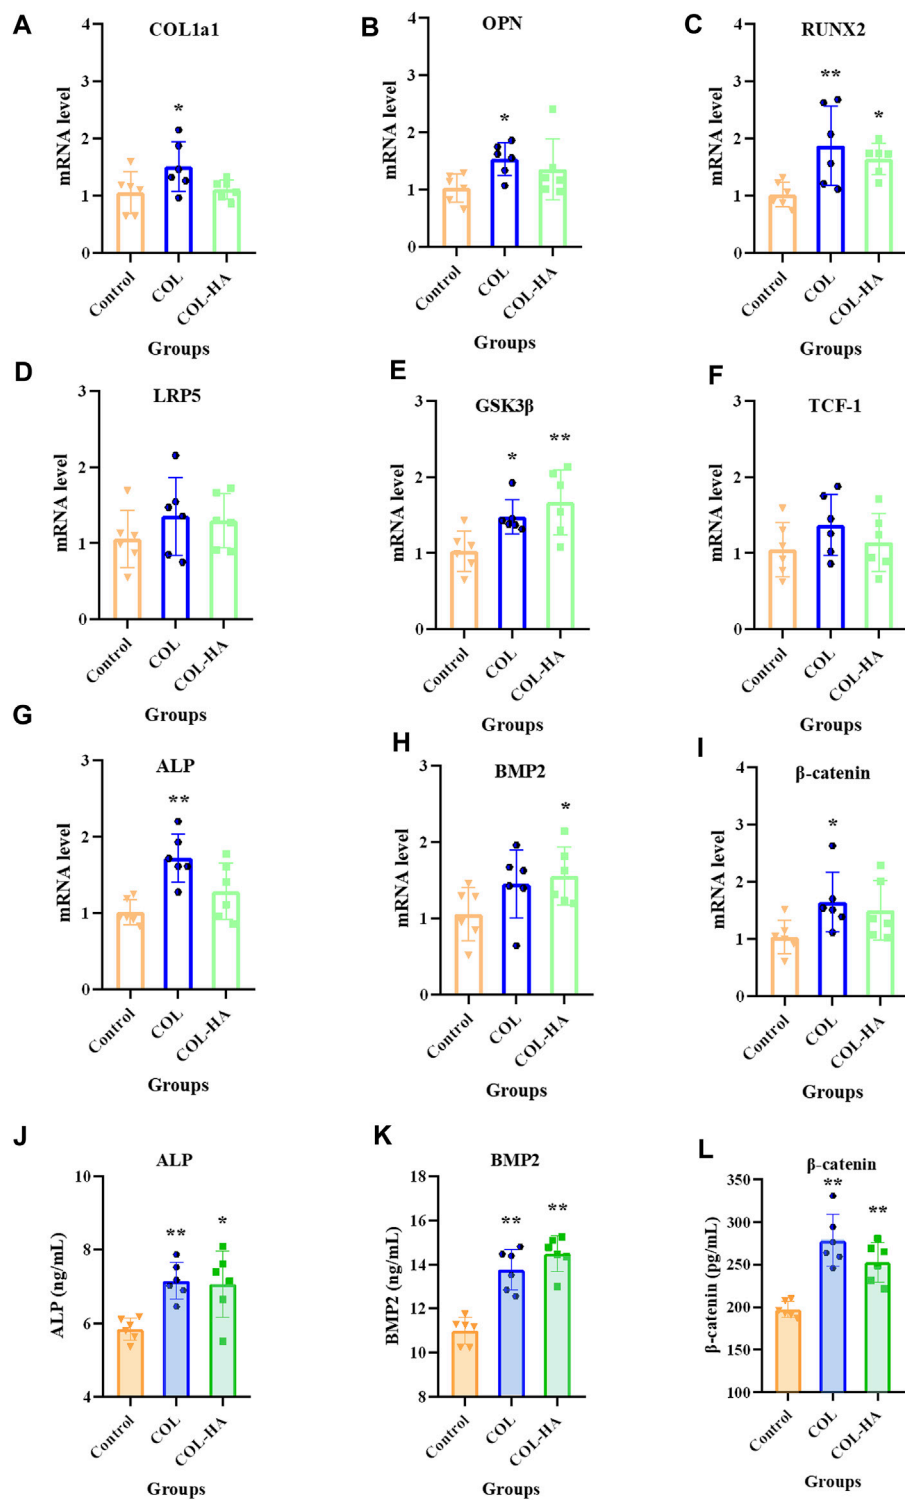 A
COL1a1
mRNA level
4
3
2
1
0
*
Control
COL
COL-HA
Groups
B
OPN
mRNA level
4
3
2
1
0
*
Control
COL
COL-HA
Groups
C
RUNX2
mRNA level
4
3
2
1
0
**
*
Control
COL
COL-HA
Groups
D
LRP5
mRNA level
3
2
1
0
Control
COL
COL-HA
Groups
E
GSK3β
mRNA level
3
2
1
0
*
**
Control
COL
COL-HA
Groups
F
TCF-1
mRNA level
3
2
1
0
Control
COL
COL-HA
Groups
G
ALP
mRNA level
3
2
1
0
**
Control
COL
COL-HA
Groups
H
BMP2
mRNA level
3
2
1
0
*
Control
COL
COL-HA
Groups
I
β-catenin
mRNA level
4
3
2
1
0
*
Control
COL
COL-HA
Groups
J
ALP
ALP (ng/mL)
10
8
6
4
**
*
Control
COL
COL-HA
Groups
K
BMP2
BMP2 (ng/mL)
18
16
14
12
10
8
**
**
Control
COL
COL-HA
Groups
L
β-catenin
β-catenin (pg/mL)
350
300
250
200
150
100
**
**
Control
COL
COL-HA
Groups